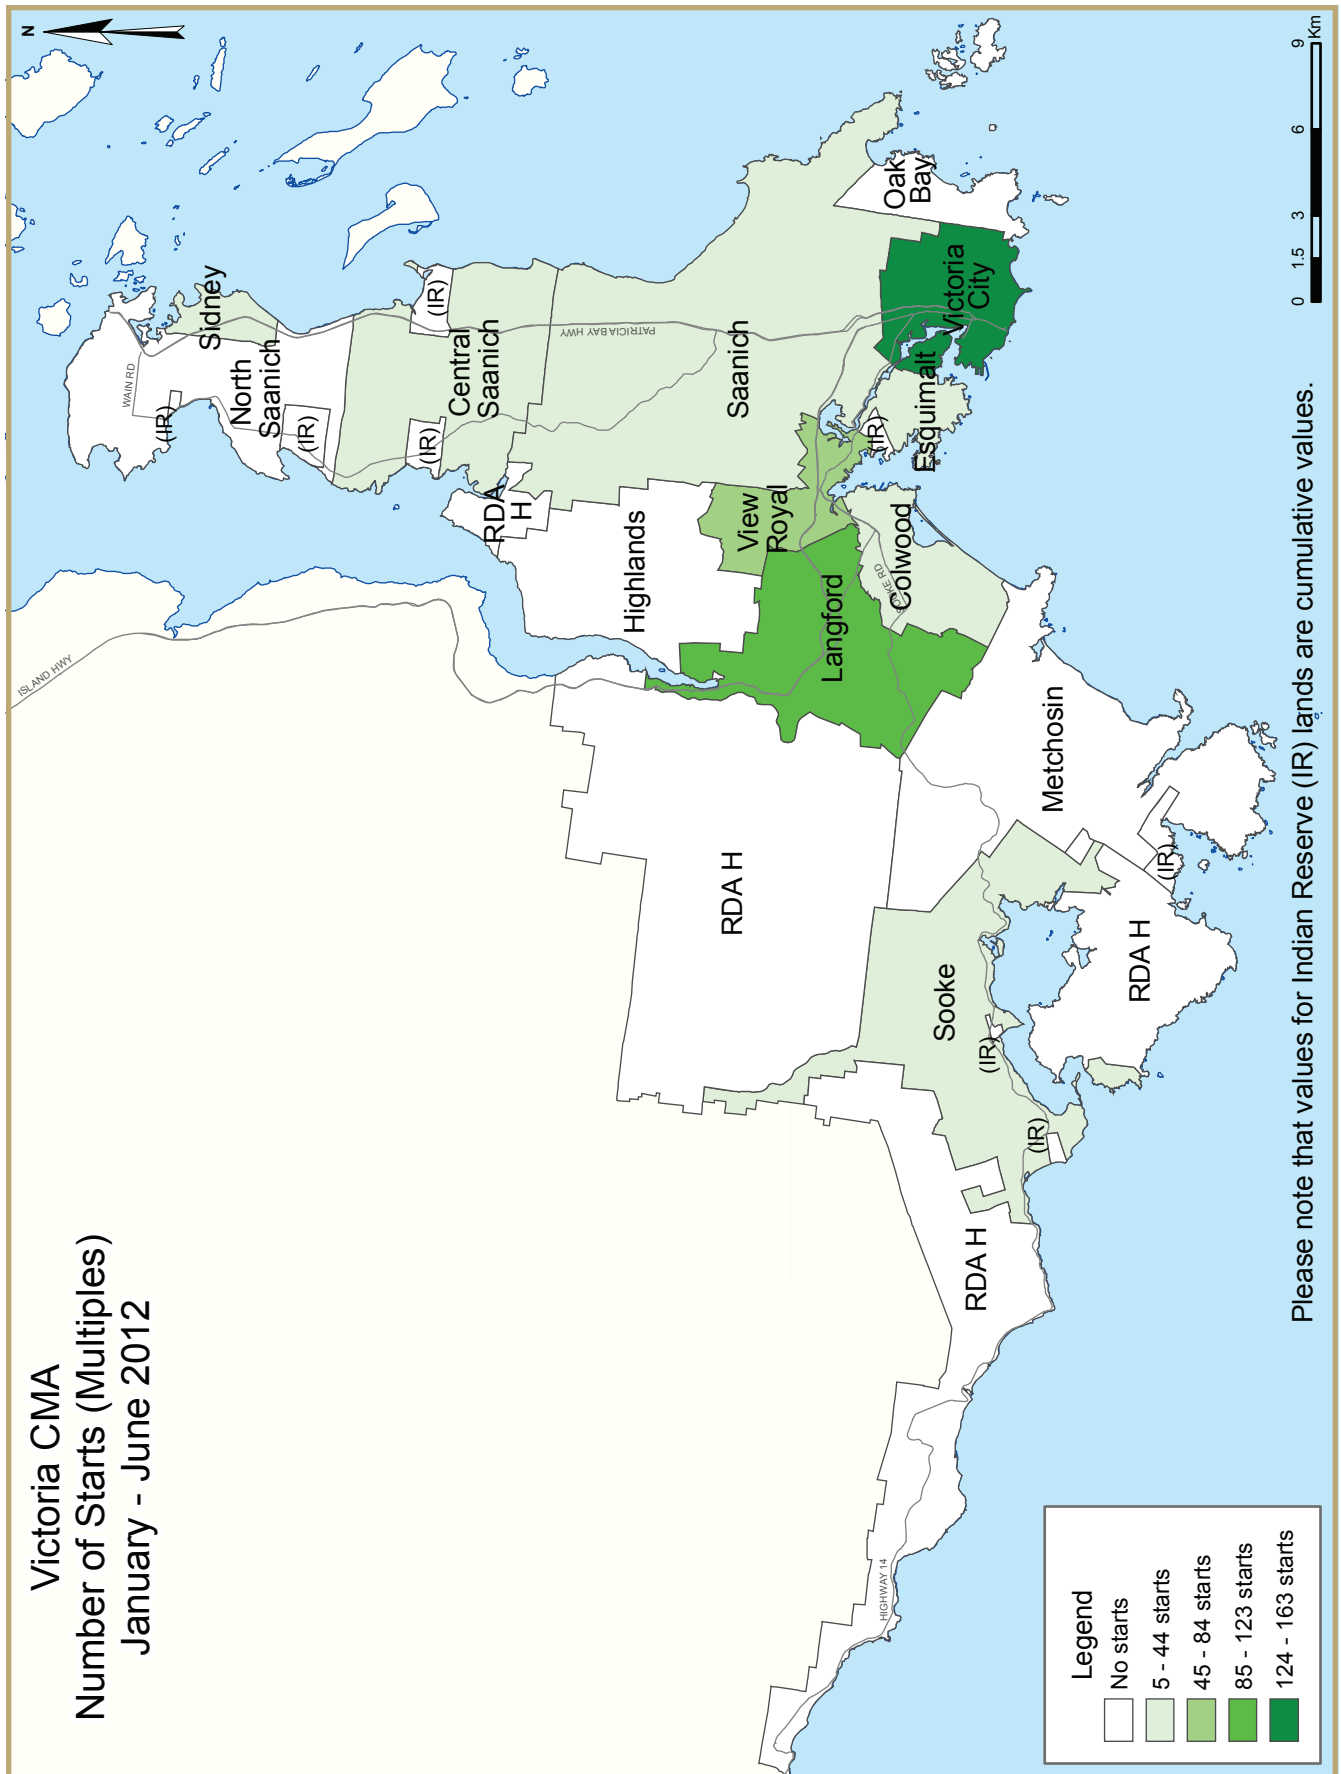 Victoria CMA
Number of Starts (Multiples)
January - June 2012
N
ISLAND HWY
WAIN RD
(IR)
North
Saanich
Sidney
(IR)
(IR)
Central
Saanich
(IR)
PATRICIA BAY HWY
RDA
H
Highlands
Saanich
View
Royal
Oak
Bay
Victoria
City
Esquimalt
(IR)
Langford
Colwood
SOOKE RD
RDA H
Metchosin
(IR)
Sooke
(IR)
(IR)
RDA H
RDA H
HIGHWAY 14
Legend
No starts
5 - 44 starts
45 - 84 starts
85 - 123 starts
124 - 163 starts
0 1.5 3 6 9
Km
Please note that values for Indian Reserve (IR) lands are cumulative values.